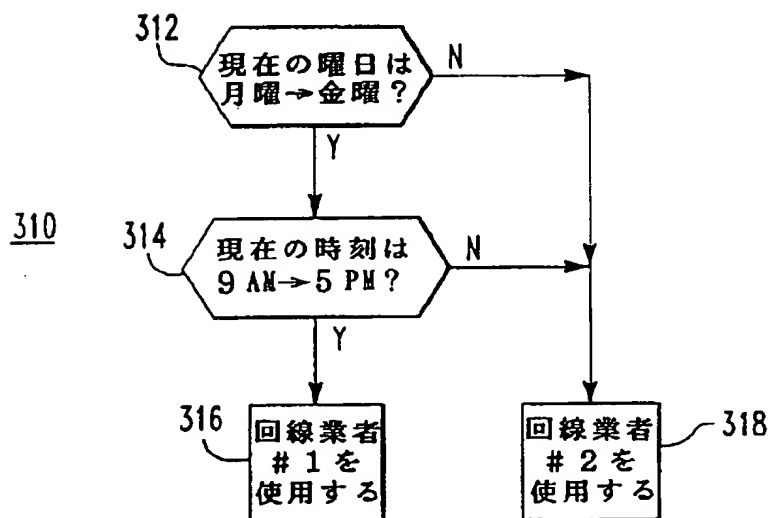 312
現在の曜日は
月曜→金曜?
N
Y
310
314
現在の時刻は
9 AM→5 PM?
N
Y
316
回線業者
#1を
使用する
回線業者
#2を
使用する
318